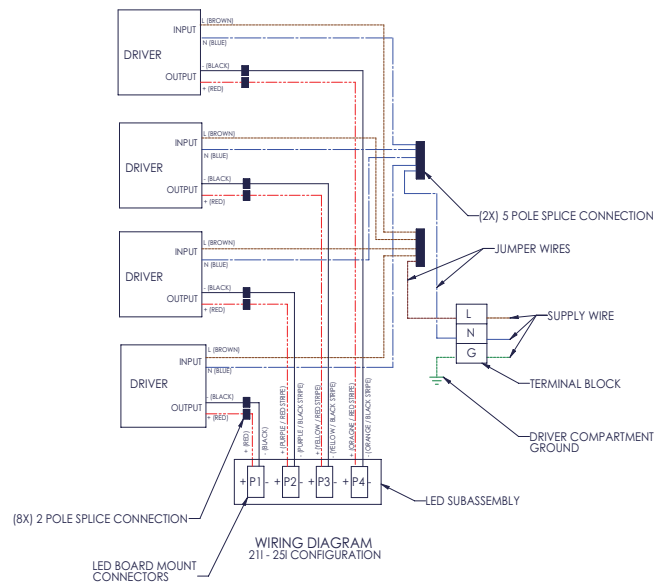 L (BROWN)
INPUT
N (BLUE)
DRIVER
- (BLACK)
OUTPUT
+ (RED)
L (BROWN)
INPUT
N (BLUE)
DRIVER
- (BLACK)
OUTPUT
+ (RED)
L (BROWN)
INPUT
N (BLUE)
DRIVER
- (BLACK)
OUTPUT
+ (RED)
L (BROWN)
INPUT
N (BLUE)
DRIVER
- (BLACK)
OUTPUT
+ (RED)
(2X) 5 POLE SPLICE CONNECTION
JUMPER WIRES
L
N
G
SUPPLY WIRE
TERMINAL BLOCK
DRIVER COMPARTMENT
GROUND
+ (RED)
- (BLACK)
+ (PURPLE / RED STRIPE)
- (PURPLE / BLACK STRIPE)
+ (YELLOW / RED STRIPE)
- (YELLOW / BLACK STRIPE)
+ (ORAGNE / RED STRIPE)
- (ORANGE / BLACK STRIPE)
+ P1 -
+ P2 -
+ P3 -
+ P4 -
LED SUBASSEMBLY
(8X) 2 POLE SPLICE CONNECTION
LED BOARD MOUNT
CONNECTORS
WIRING DIAGRAM
21I - 25I CONFIGURATION